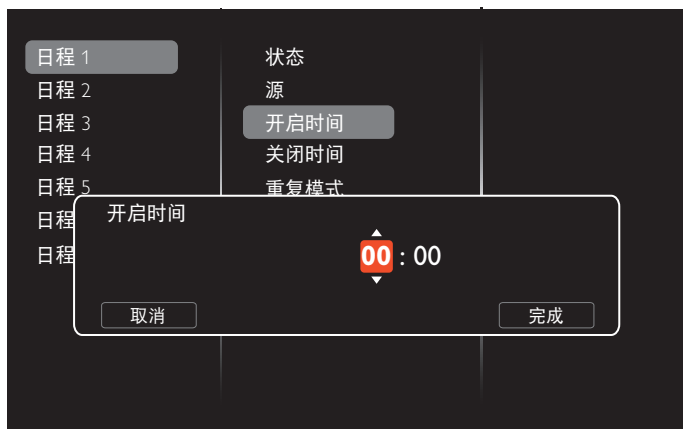 日程 1
日程 2
日程 3
日程 4
日程 5
日程
日程
状态
源
开启时间
关闭时间
重复模式
开启时间
00 : 00
取消
完成